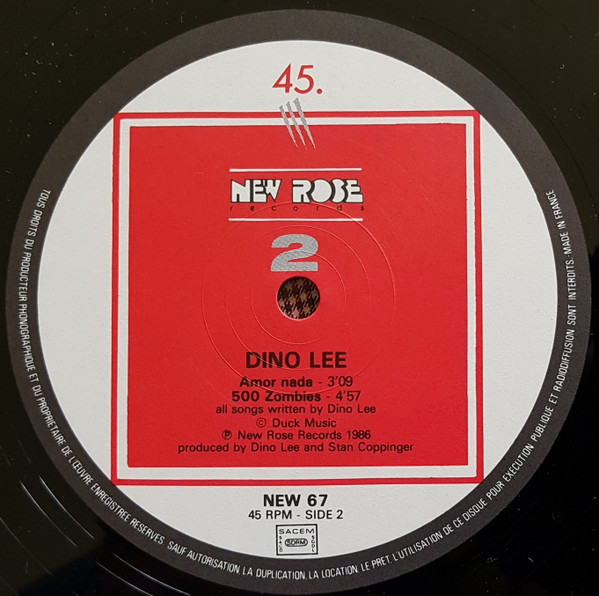 45.
NEW ROSE
records
2
DINO LEE
Amor nada - 3'09
500 Zombies - 4'57
all songs written by Dino Lee
© Duck Music
℗ New Rose Records 1986
produced by Dino Lee and Stan Coppinger
NEW 67
45 RPM - SIDE 2
SACEM
SDRM
TOUS DROITS DU PRODUCTEUR PHONOGRAPHIQUE ET DU PROPRIETAIRE DE L'ŒUVRE ENREGISTREE RESERVES. SAUF AUTORISATION LA DUPLICATION, LA LOCATION, LE PRET, L'UTILISATION DE CE DISQUE POUR EXECUTION PUBLIQUE ET RADIODIFFUSION SONT INTERDITS. MADE IN FRANCE